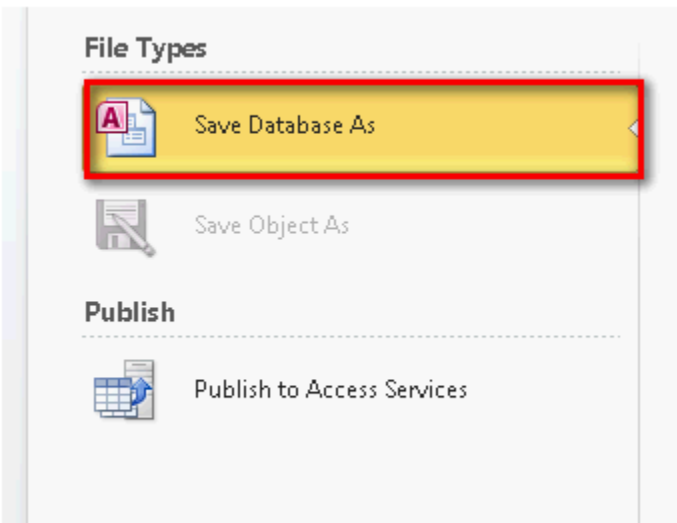 File Types
Save Database As
Save Object As
Publish
Publish to Access Services